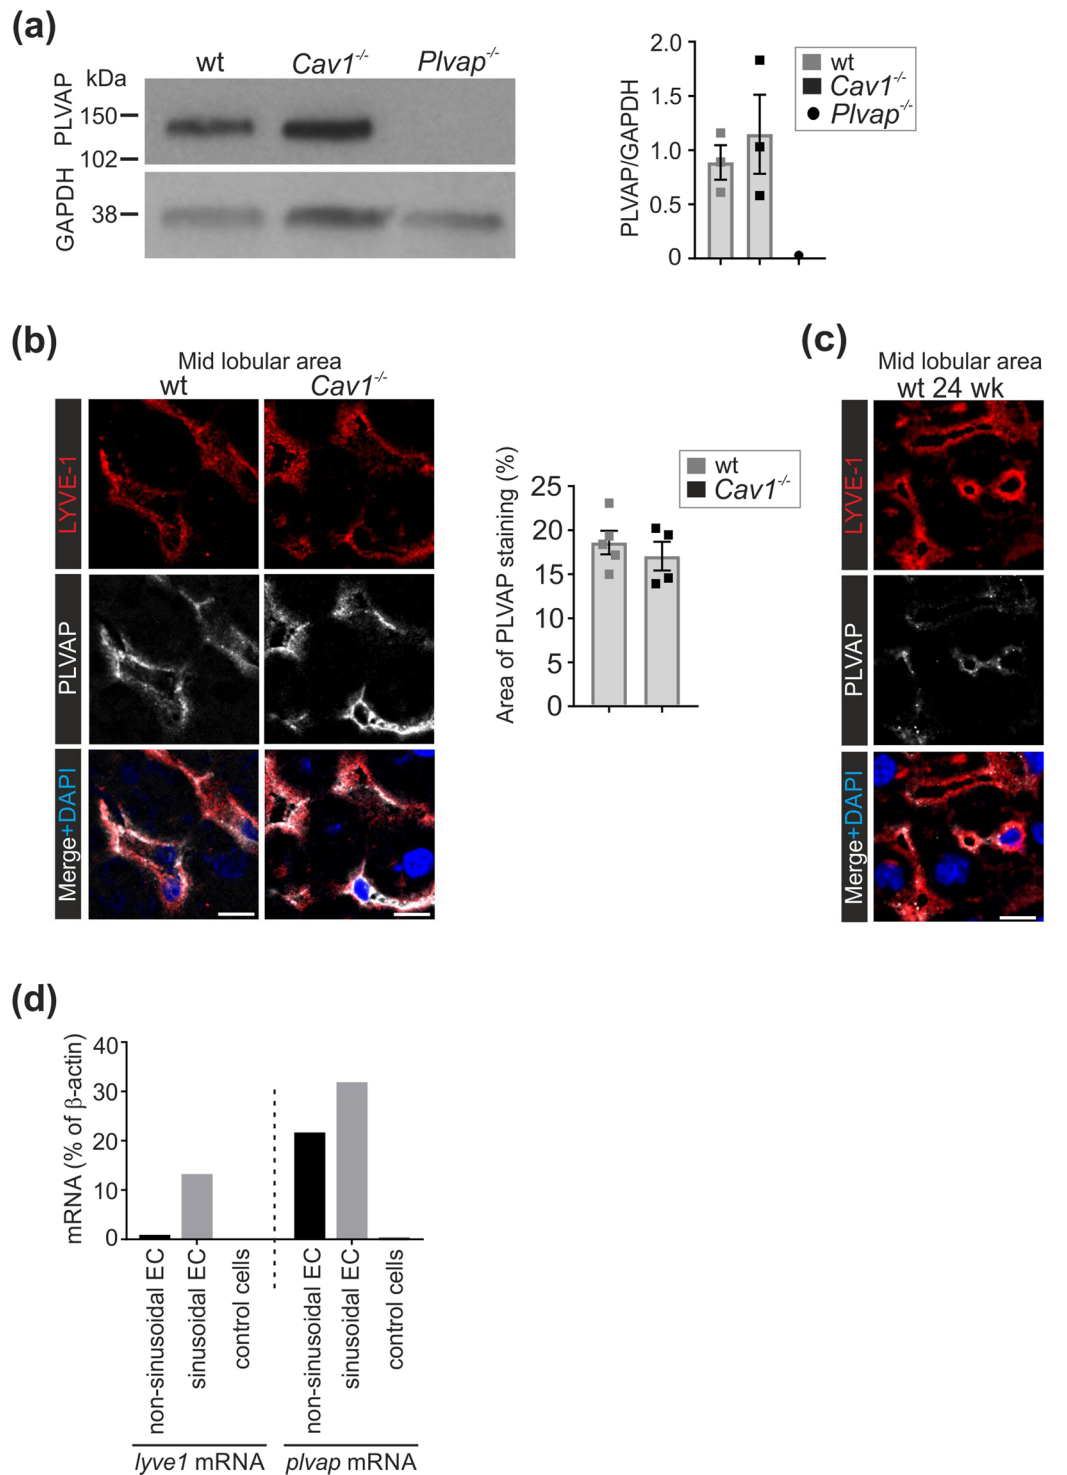 (a)
wt Cav1-/- Plvap-/-
kDa
PLVAP
150
102
GAPDH
38
PLVAP/GAPDH
2.0
1.5
1.0
0.5
0
wt
Cav1-/-
Plvap-/-
(b)
Mid lobular area
wt Cav1-/-
LYVE-1
PLVAP
Merge+DAPI
Area of PLVAP staining (%)
25
20
15
10
5
0
wt
Cav1-/-
(c)
Mid lobular area
wt 24 wk
LYVE-1
PLVAP
Merge+DAPI
(d)
mRNA (% of β-actin)
40
30
20
10
0
non-sinusoidal EC
sinusoidal EC
control cells
non-sinusoidal EC
sinusoidal EC
control cells
lyve1 mRNA
plvap mRNA